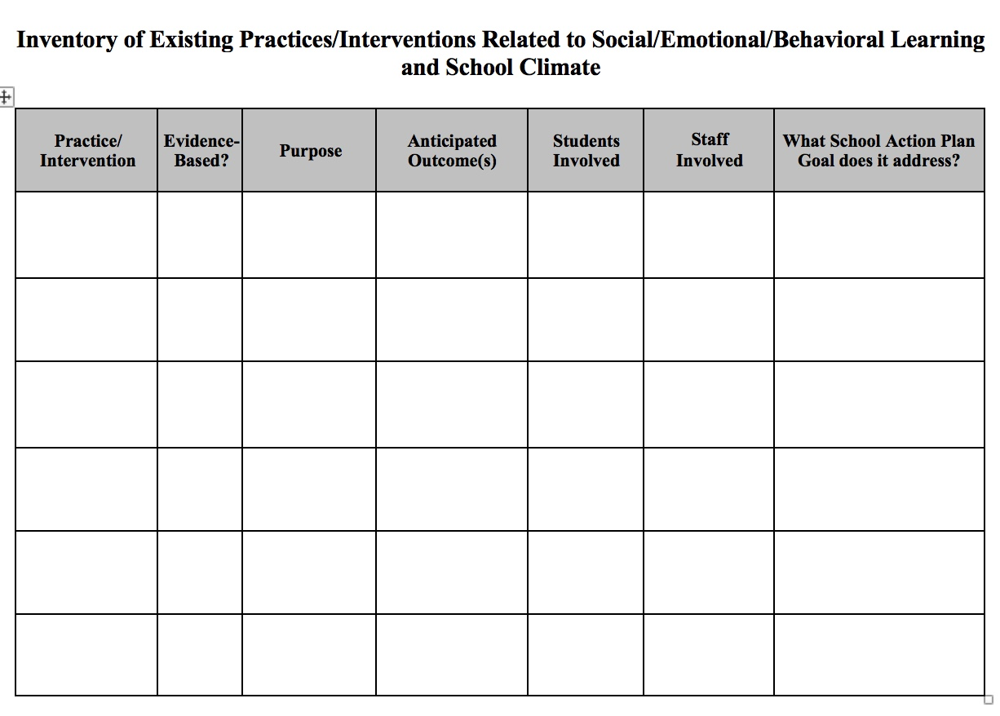 Inventory of Existing Practices/Interventions Related to Social/Emotional/Behavioral Learning
and School Climate
Practice/
Intervention
Evidence-
Based?
Purpose
Anticipated
Outcome(s)
Students
Involved
Staff
Involved
What School Action Plan
Goal does it address?